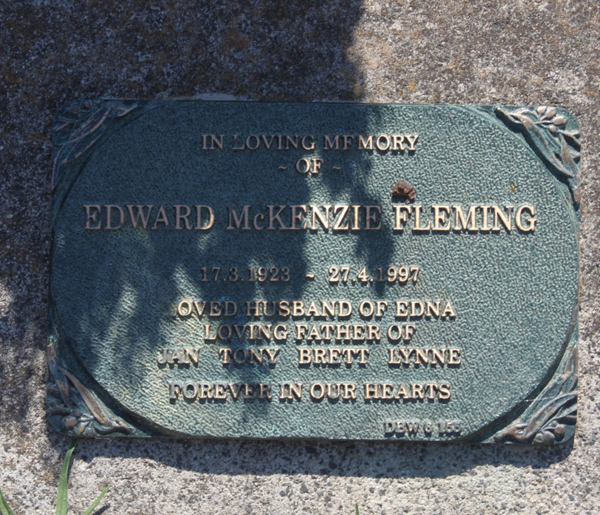 IN LOVING MEMORY
~ OF ~
EDWARD McKENZIE FLEMING
17.3.1923 ~ 27.4.1997
LOVED HUSBAND OF EDNA
LOVING FATHER OF
JAN TONY BRETT LYNNE
FOREVER IN OUR HEARTS